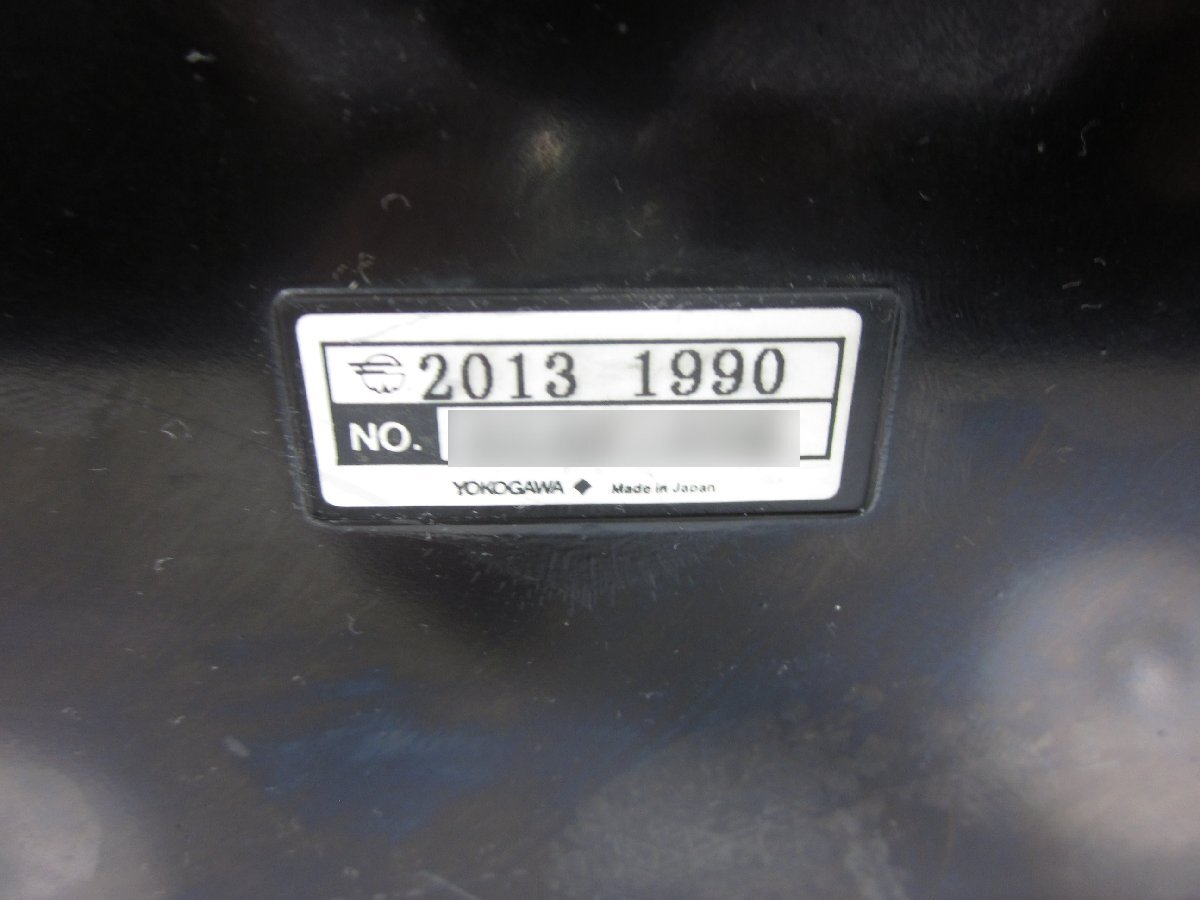 2013 1990
NO.
YOKOGAWA ◆ Made in Japan